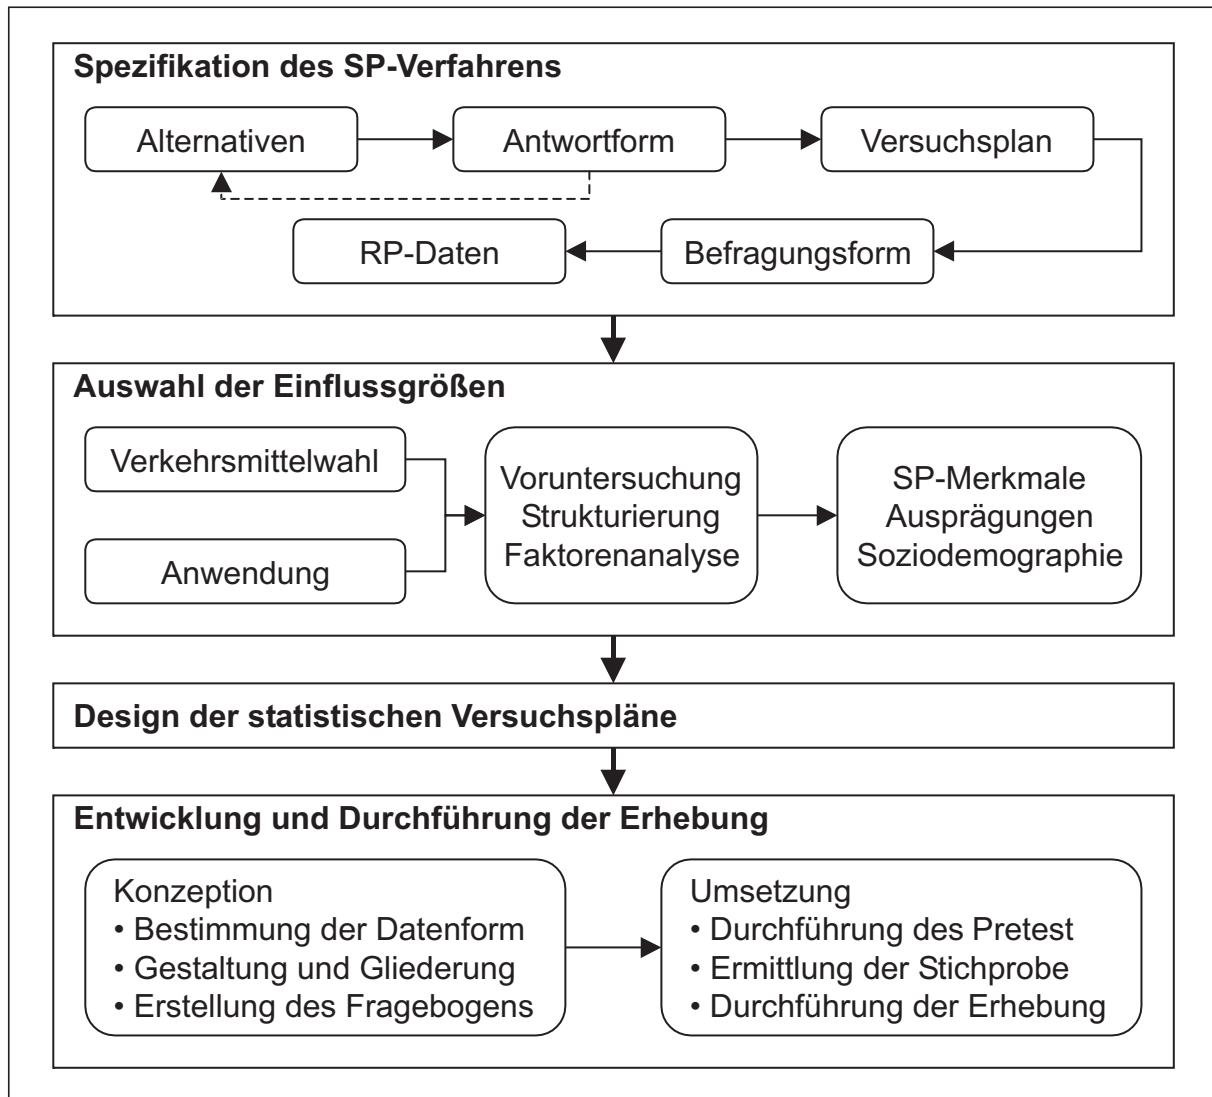 Spezifikation des SP-Verfahrens
Alternativen
Antwortform
Versuchsplan
RP-Daten
Befragungsform
Auswahl der Einflussgrößen
Verkehrsmittelwahl
Anwendung
Voruntersuchung
Strukturierung
Faktorenanalyse
SP-Merkmale
Ausprägungen
Soziodemographie
Design der statistischen Versuchspläne
Entwicklung und Durchführung der Erhebung
Konzeption
• Bestimmung der Datenform
• Gestaltung und Gliederung
• Erstellung des Fragebogens
Umsetzung
• Durchführung des Pretest
• Ermittlung der Stichprobe
• Durchführung der Erhebung